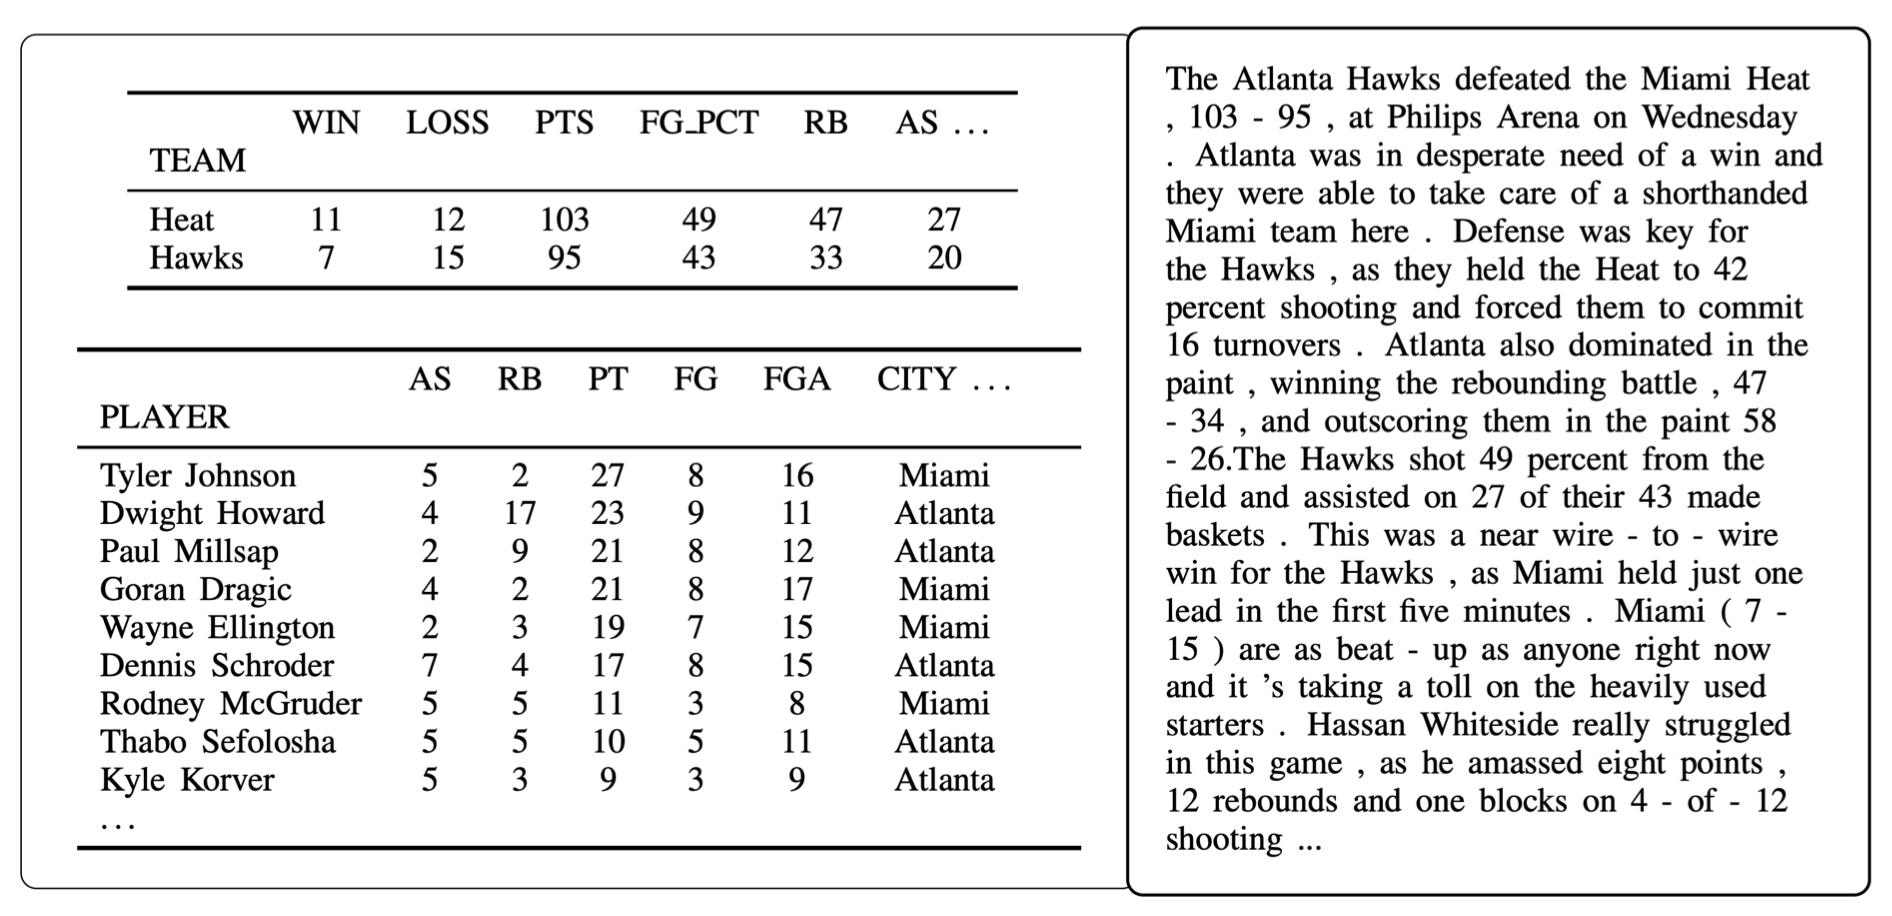 WIN LOSS PTS FG_PCT RB AS ...
TEAM
Heat 11 12 103 49 47 27
Hawks 7 15 95 43 33 20
AS RB PT FG FGA CITY ...
PLAYER
Tyler Johnson 5 2 27 8 16 Miami
Dwight Howard 4 17 23 9 11 Atlanta
Paul Millsap 2 9 21 8 12 Atlanta
Goran Dragic 4 2 21 8 17 Miami
Wayne Ellington 2 3 19 7 15 Miami
Dennis Schroder 7 4 17 8 15 Atlanta
Rodney McGruder 5 5 11 3 8 Miami
Thabo Sefolosha 5 5 10 5 11 Atlanta
Kyle Korver 5 3 9 3 9 Atlanta
...
The Atlanta Hawks defeated the Miami Heat
, 103 - 95 , at Philips Arena on Wednesday
. Atlanta was in desperate need of a win and
they were able to take care of a shorthanded
Miami team here . Defense was key for
the Hawks , as they held the Heat to 42
percent shooting and forced them to commit
16 turnovers . Atlanta also dominated in the
paint , winning the rebounding battle , 47
- 34 , and outscoring them in the paint 58
- 26.The Hawks shot 49 percent from the
field and assisted on 27 of their 43 made
baskets . This was a near wire - to - wire
win for the Hawks , as Miami held just one
lead in the first five minutes . Miami ( 7 -
15 ) are as beat - up as anyone right now
and it 's taking a toll on the heavily used
starters . Hassan Whiteside really struggled
in this game , as he amassed eight points ,
12 rebounds and one blocks on 4 - of - 12
shooting ...